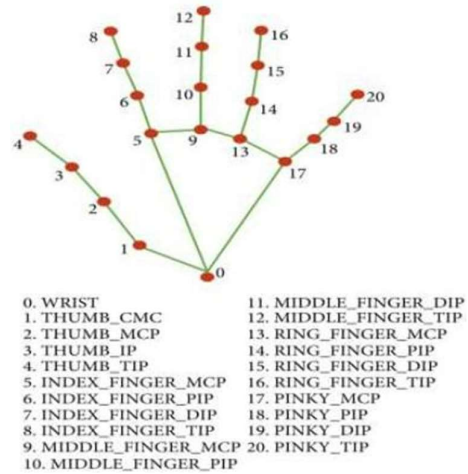 12
8
16
11
7
15
20
10
6
14
19
4
5
9
13
18
3
17
2
1
0
0. WRIST
1. THUMB_CMC
2. THUMB_MCP
3. THUMB_IP
4. THUMB_TIP
5. INDEX_FINGER_MCP
6. INDEX_FINGER_PIP
7. INDEX_FINGER_DIP
8. INDEX_FINGER_TIP
9. MIDDLE_FINGER_MCP
10. MIDDLE_FINGER_PIP
11. MIDDLE_FINGER_DIP
12. MIDDLE_FINGER_TIP
13. RING_FINGER_MCP
14. RING_FINGER_PIP
15. RING_FINGER_DIP
16. RING_FINGER_TIP
17. PINKY_MCP
18. PINKY_PIP
19. PINKY_DIP
20. PINKY_TIP